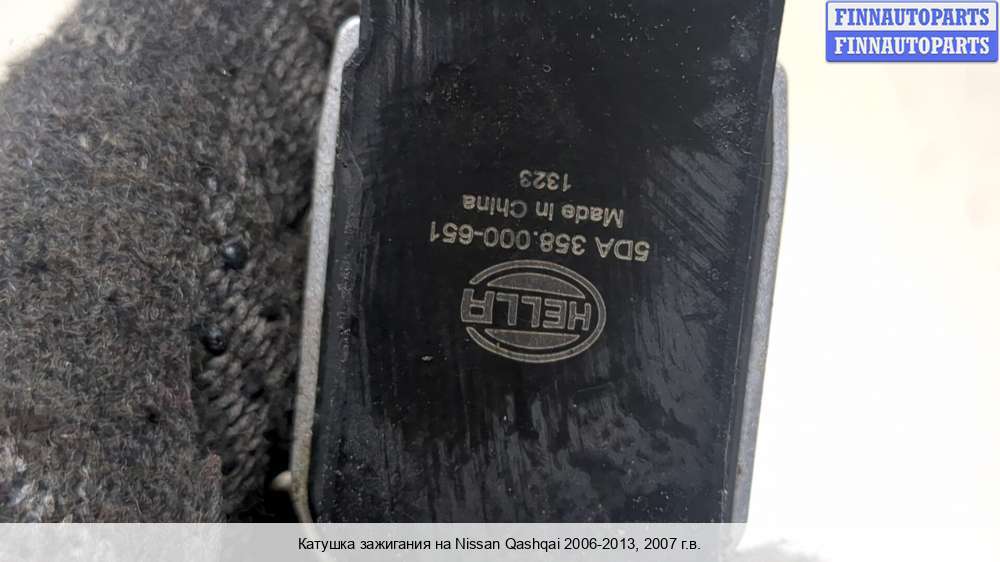 FINNAUTOPARTS
FINNAUTOPARTS
HELLA
5DA 358.000-651
Made in China
1323
Катушка зажигания на Nissan Qashqai 2006-2013, 2007 г.в.